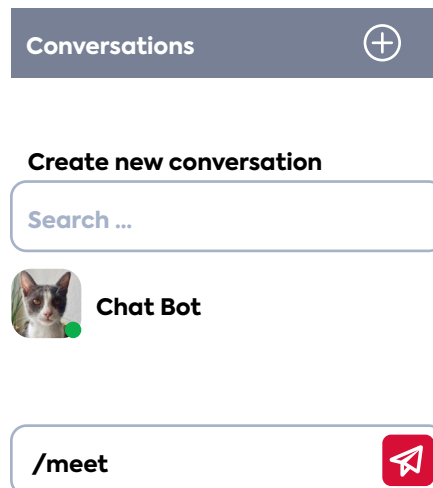 Conversations
Create new conversation
Search ...
Chat Bot
/meet